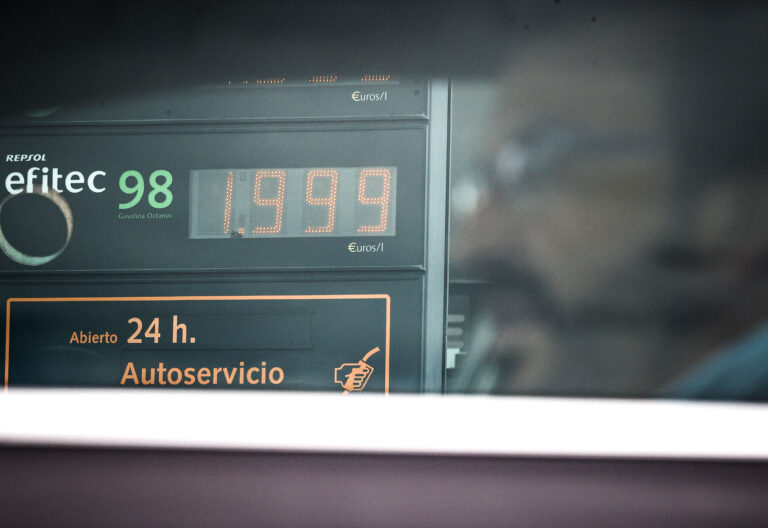 €uros/l
REPSOL
efitec 98
Gasolina Octanos
1.999
€uros/l
Abierto 24 h.
Autoservicio